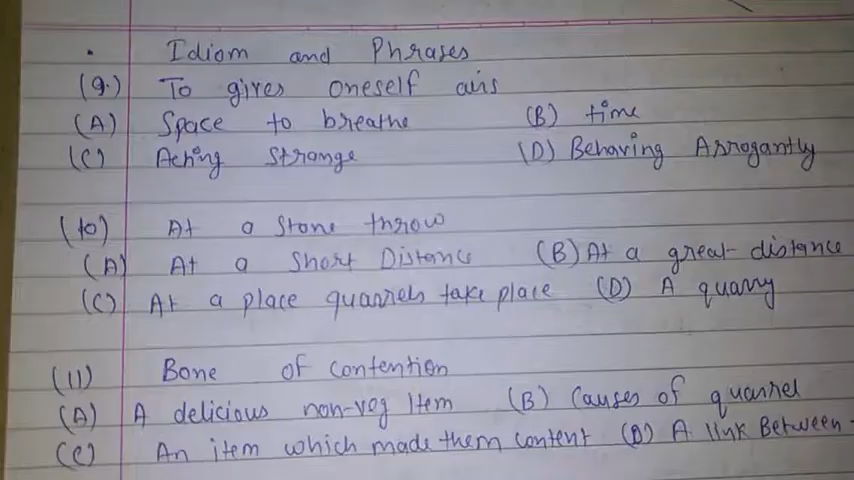 Idiom and Phrases
(9.) To gives oneself airs
(A) Space to breathe (B) time
(C) Acting Strange (D) Behaving Arrogantly
(10) At a Stone throw
(A) At a Short Distance (B) At a great distance
(C) At a place quarrels take place (D) A quarry
(11) Bone of contention
(A) A delicious non-veg Item (B) Causes of quarrel
(C) An item which made them content (D) A link Between